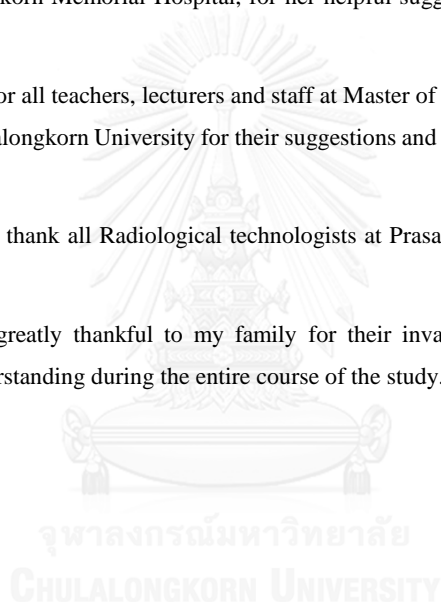 korn Memorial Hospital, for her helpful sugg
or all teachers, lecturers and staff at Master of
alongkorn University for their suggestions and
thank all Radiological technologists at Prasa
greatly thankful to my family for their inva
rstanding during the entire course of the study.
จุฬาลงกรณ์มหาวิทยาลัย
CHULALONGKORN UNIVERSITY